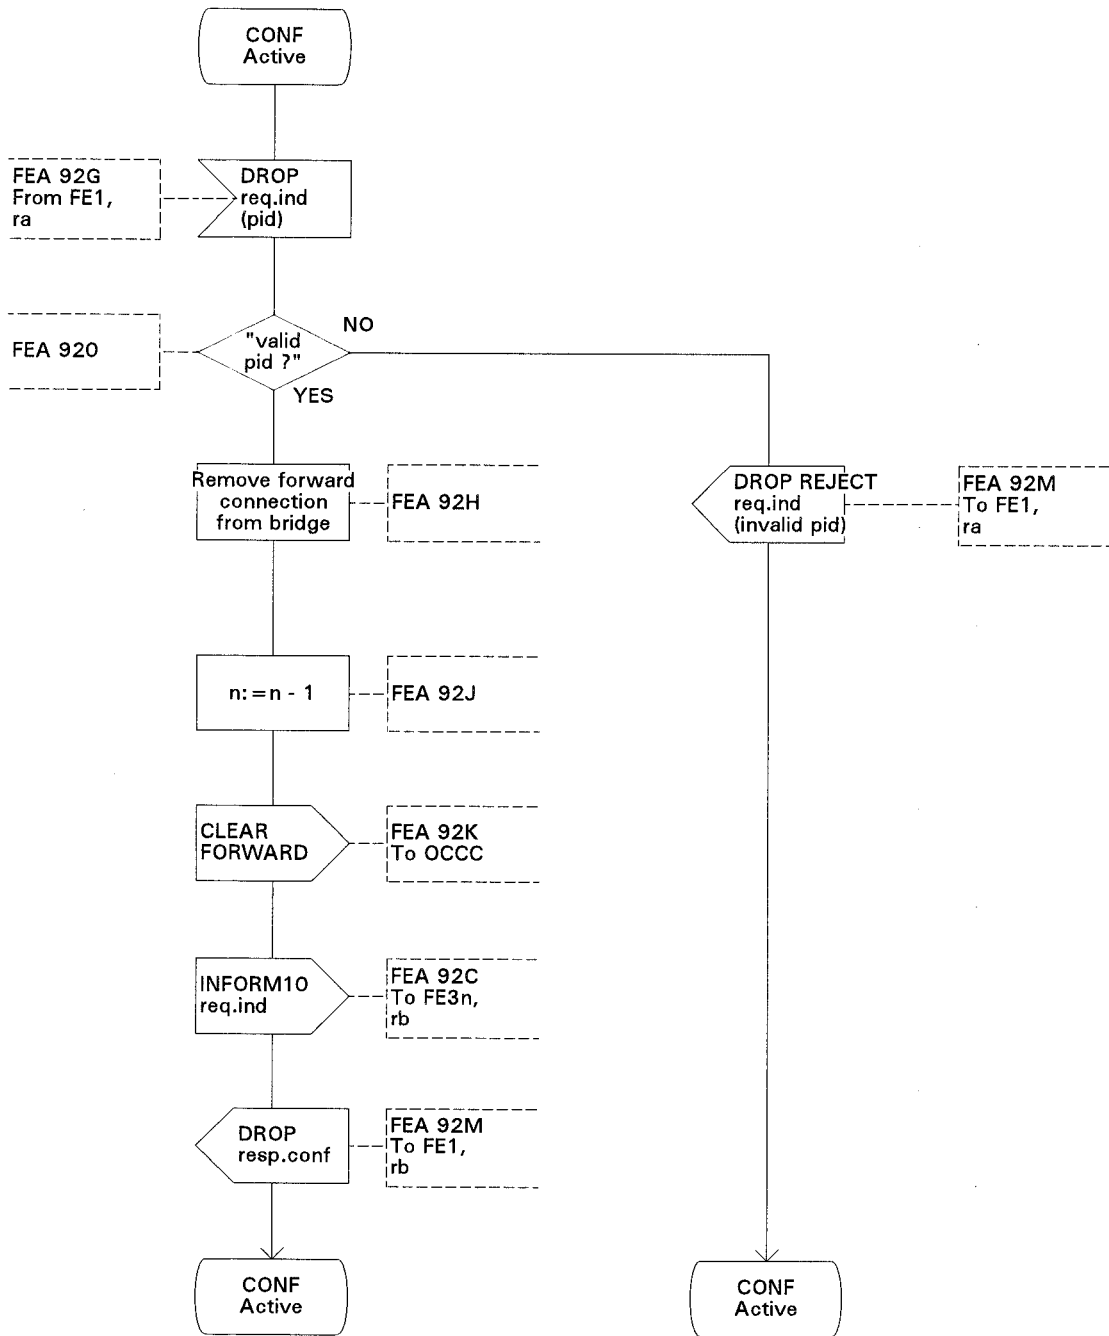 CONF
Active
FEA 92G
From FE1,
ra
DROP
req.ind
(pid)
FEA 92O
"valid
pid ?"
NO
YES
Remove forward
connection
from bridge
FEA 92H
DROP REJECT
req.ind
(invalid pid)
FEA 92M
To FE1,
ra
n:=n - 1
FEA 92J
CLEAR
FORWARD
FEA 92K
To OCCC
INFORM10
req.ind
FEA 92C
To FE3n,
rb
DROP
resp.conf
FEA 92M
To FE1,
rb
CONF
Active
CONF
Active